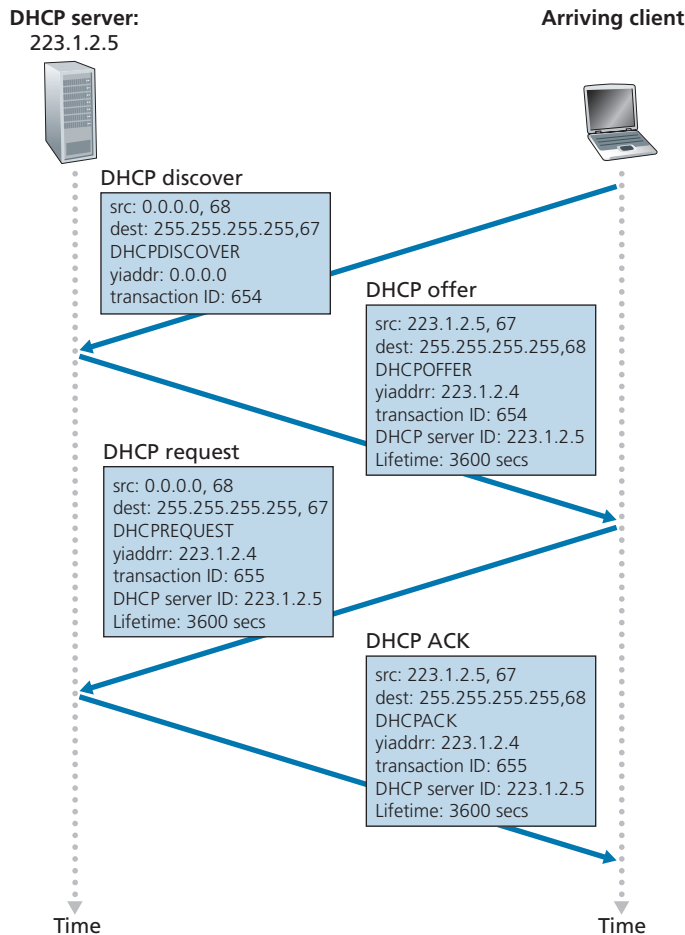 DHCP server:
223.1.2.5
Arriving client
DHCP discover
src: 0.0.0.0, 68
dest: 255.255.255.255,67
DHCPDISCOVER
yiaddr: 0.0.0.0
transaction ID: 654
DHCP offer
src: 223.1.2.5, 67
dest: 255.255.255.255,68
DHCPOFFER
yiaddrr: 223.1.2.4
transaction ID: 654
DHCP server ID: 223.1.2.5
Lifetime: 3600 secs
DHCP request
src: 0.0.0.0, 68
dest: 255.255.255.255, 67
DHCPREQUEST
yiaddrr: 223.1.2.4
transaction ID: 655
DHCP server ID: 223.1.2.5
Lifetime: 3600 secs
DHCP ACK
src: 223.1.2.5, 67
dest: 255.255.255.255,68
DHCPACK
yiaddrr: 223.1.2.4
transaction ID: 655
DHCP server ID: 223.1.2.5
Lifetime: 3600 secs
Time
Time